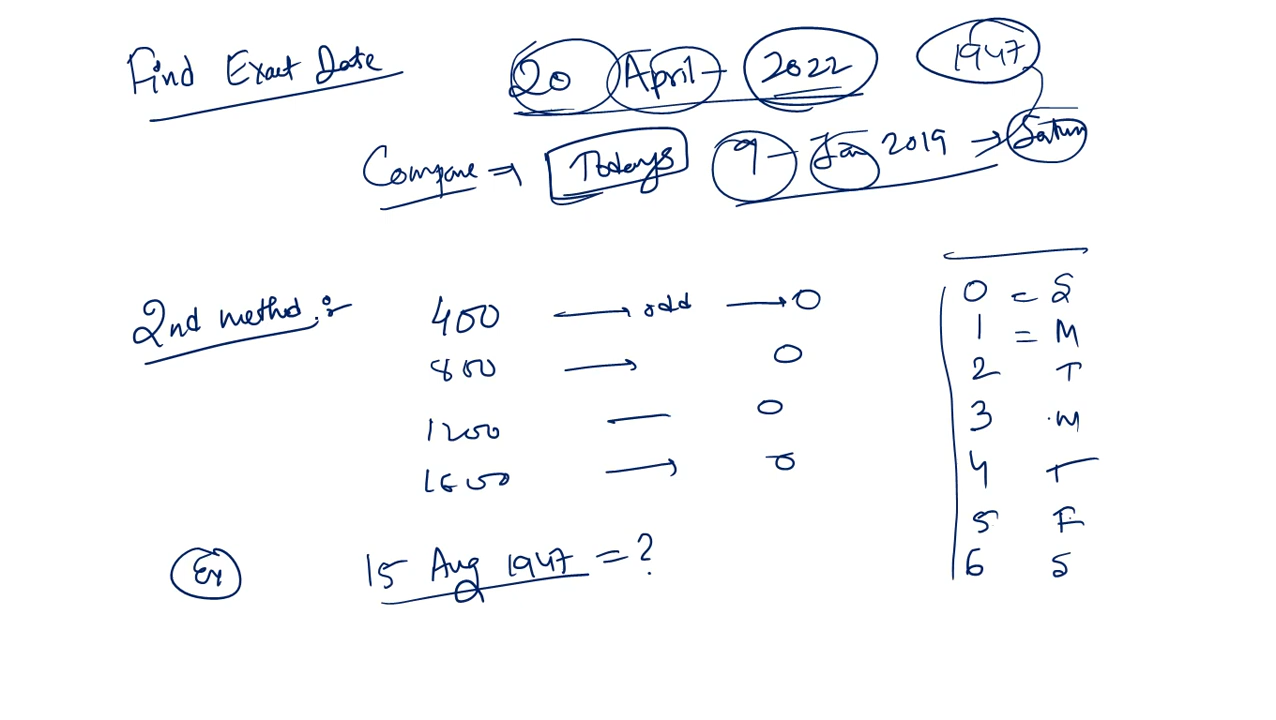 Find Exact Date 20 April - 2022 1947
Compare ⇒ Todays 9 - Jan 2019 → Saturn
2nd method :-
400 ⟵ odd ⟶ 0
800 ⟶ 0
1200 — 0
1600 ⟶ 0
0 = S
1 = M
2 T
3 W
4 T
5 F
6 S
Ex 15 Aug 1947 = ?